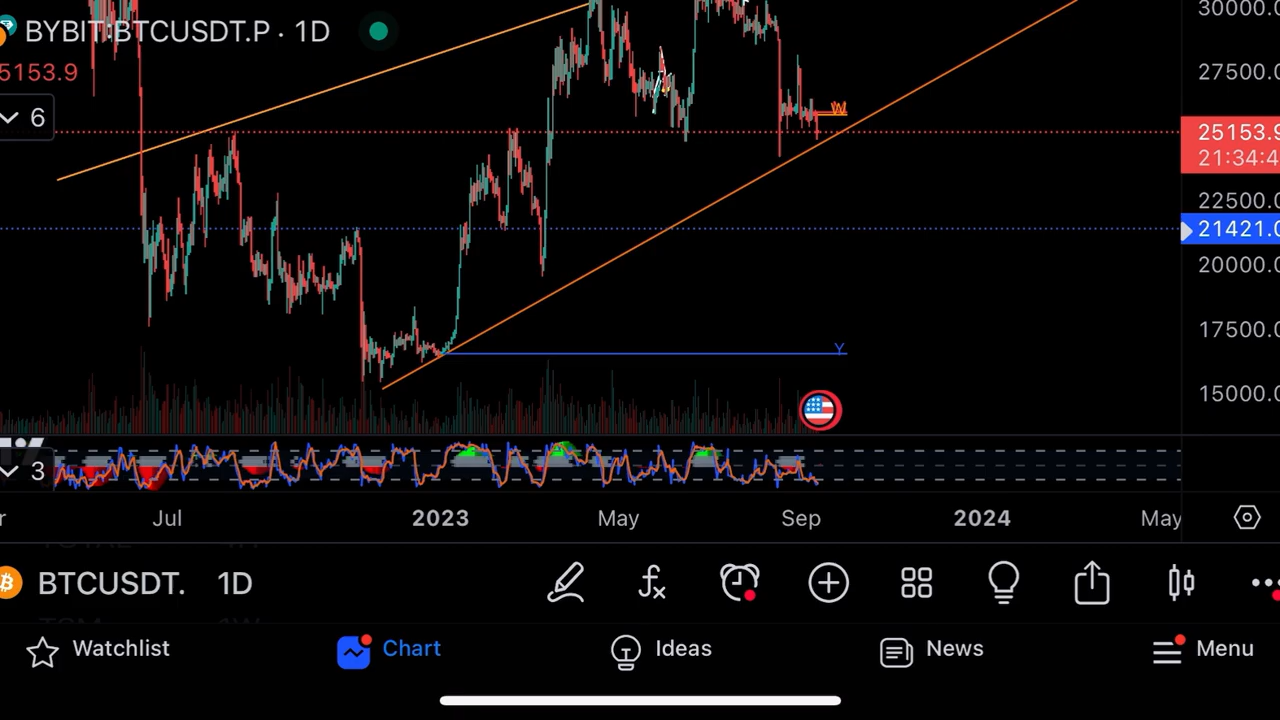 BYBIT:BTCUSDT.P · 1D
5153.9
6
W
Y
30000.
27500.0
25153.9
21:34:4
22500.0
21421.0
20000.0
17500.0
15000.0
3
Jul 2023 May Sep 2024 May
BTCUSDT. 1D
Watchlist Chart Ideas News Menu